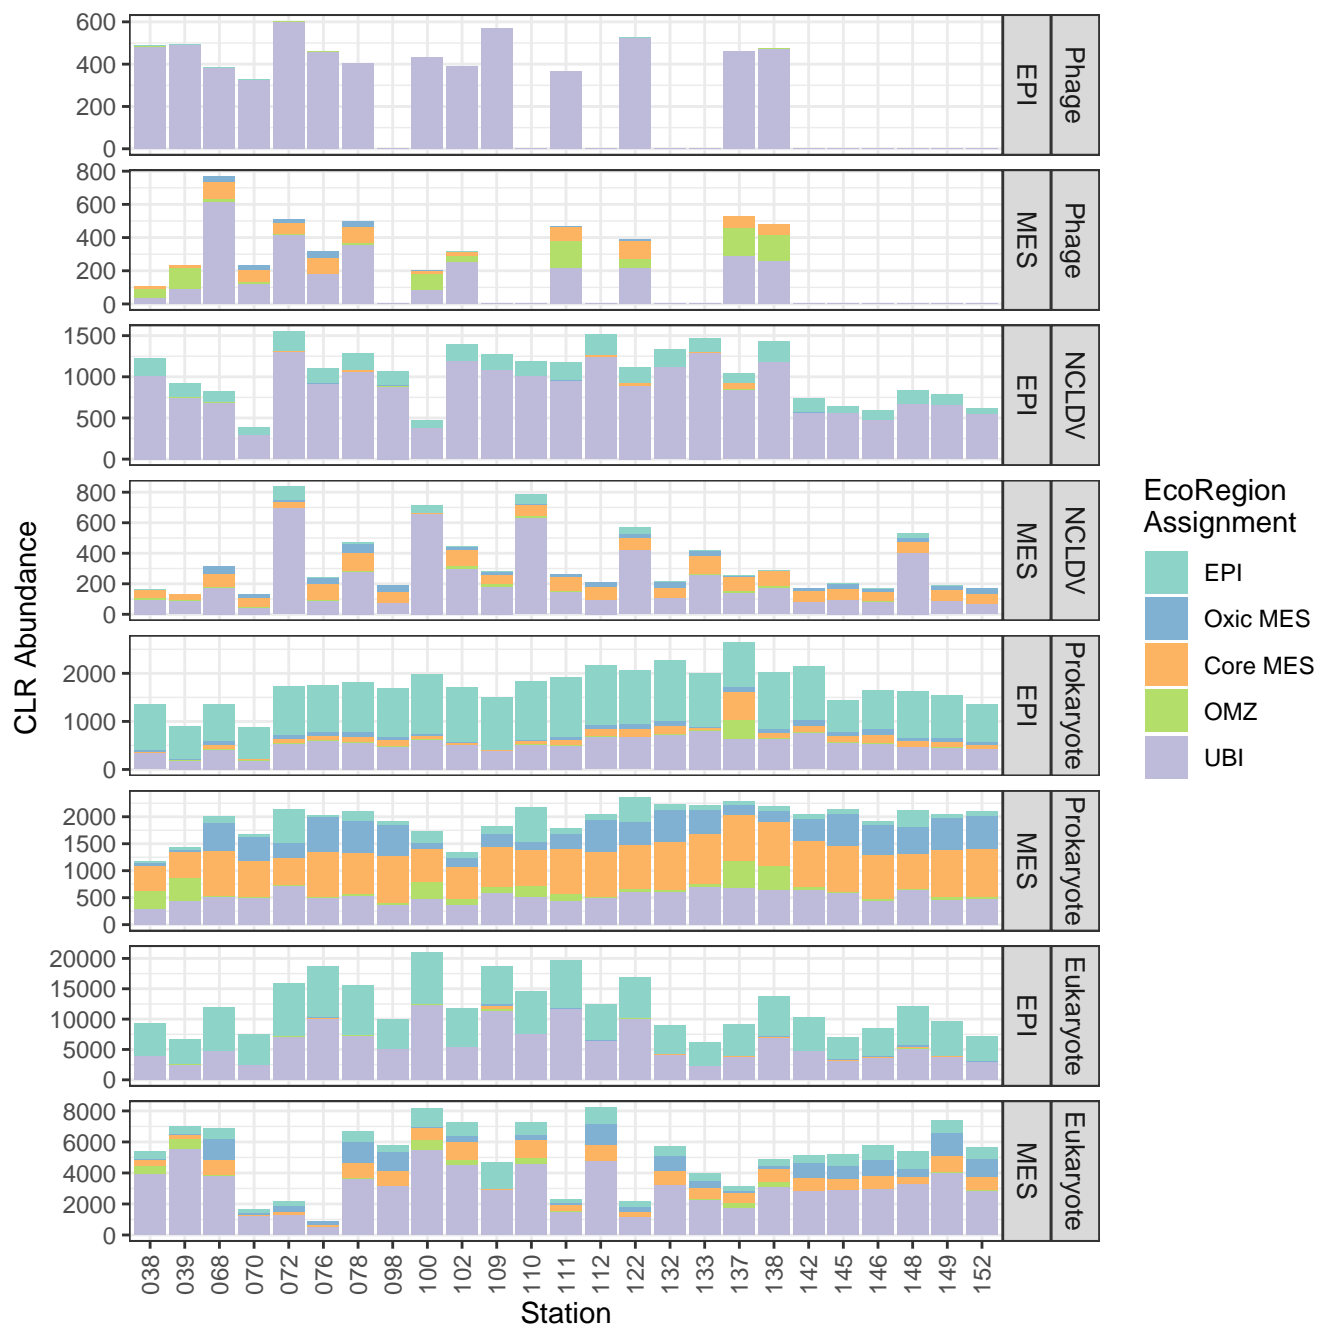 600
400
200
0
EPI
Phage
800
600
400
200
0
MES
Phage
1500
1000
500
0
EPI
NCLDV
800
600
400
200
0
MES
NCLDV
2000
1000
0
EPI
Prokaryote
2000
1500
1000
500
0
MES
Prokaryote
20000
15000
10000
5000
0
EPI
Eukaryote
8000
6000
4000
2000
0
MES
Eukaryote
CLR Abundance
038 039 068 070 072 076 078 098 100 102 109 110 111 112 122 132 133 137 138 142 145 146 148 149 152
Station
EcoRegion
Assignment
EPI
Oxic MES
Core MES
OMZ
UBI